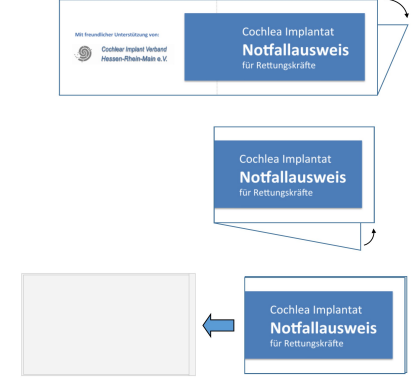 Mit freundlicher Unterstützung von:
Cochlear Implant Verband
Hessen-Rhein-Main e.V.
Cochlea Implantat
Notfallausweis
für Rettungskräfte
Cochlea Implantat
Notfallausweis
für Rettungskräfte
Cochlea Implantat
Notfallausweis
für Rettungskräfte